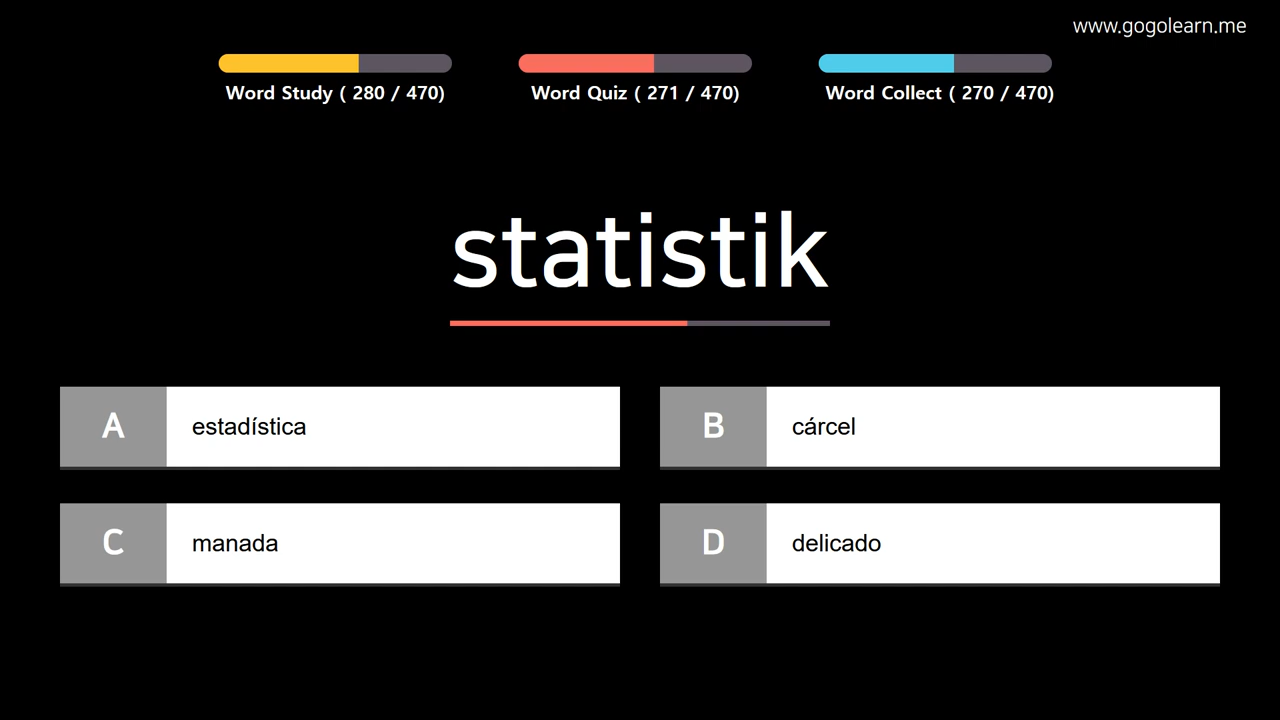 www.gogolearn.me
Word Study ( 280 / 470)
Word Quiz ( 271 / 470)
Word Collect ( 270 / 470)
statistik
A estadística
B cárcel
C manada
D delicado